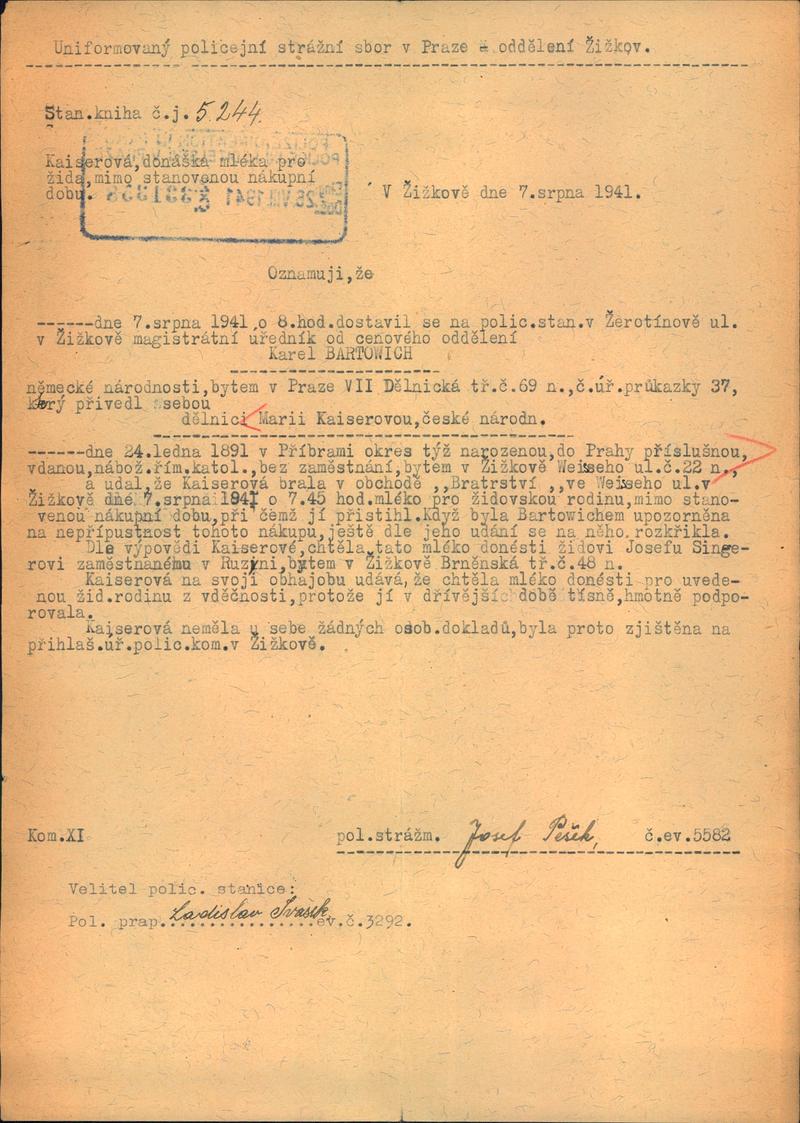 Uniformovaný policejní strážní sbor v Praze - oddělení Žižkov.
Stan.kniha č.j. 5.244
Kaiserová,donáška mléka pro
žida,mimo stanovenou nákupní
dobu.
V Žižkově dne 7.srpna 1941.
Oznamuji,že
------dne 7.srpna 1941,o 8.hod.dostavil se na polic.stan.v Žerotínově ul.
v Žižkově magistrátní úředník od cenového oddělení
Karel BARTOWICH
německé národnosti,bytem v Praze VII Dělnická tř.č.69 n.,č.úř.průkazky 37,
který přivedl sebou
dělnici Marii Kaiserovou,české národn.
------dne 24.ledna 1891 v Příbrami okres týž narozenou,do Prahy příslušnou,
vdanou,nábož.řím.katol.,bez zaměstnání,bytem v Žižkově Weiseho ul.č.22 n.,
a udal,že Kaiserová brala v obchodě ,,Bratrství ,,ve Weiseho ul.v
Žižkově dne 7.srpna 1941 o 7.45 hod.mléko pro židovskou rodinu,mimo stano-
venou nákupní dobu,při čemž jí přistihl.Když byla Bartowichem upozorněna
na nepřípustnost tohoto nákupu,ještě dle jeho udání se na něho rozkřikla.
Dle výpovědi Kaiserové,chtěla tato mléko donésti židovi Josefu Singe-
rovi zaměstnanému v Ruzyni,bytem v Žižkově Brněnská tř.č.48 n.
Kaiserová na svojí obhajobu udává,že chtěla mléko donésti pro uvede-
nou žid.rodinu z vděčnosti,protože jí v dřívější době tísně,hmotně podpo-
rovala.
Kaiserová neměla u sebe žádných osob.dokladů,byla proto zjištěna na
přihlaš.úř.polic.kom.v Žižkově.
Kom.XI
pol.strážm. Josef Pešek, č.ev.5582
Velitel polic. stanice:
Pol. prap. Ladislav ev.č.3292.